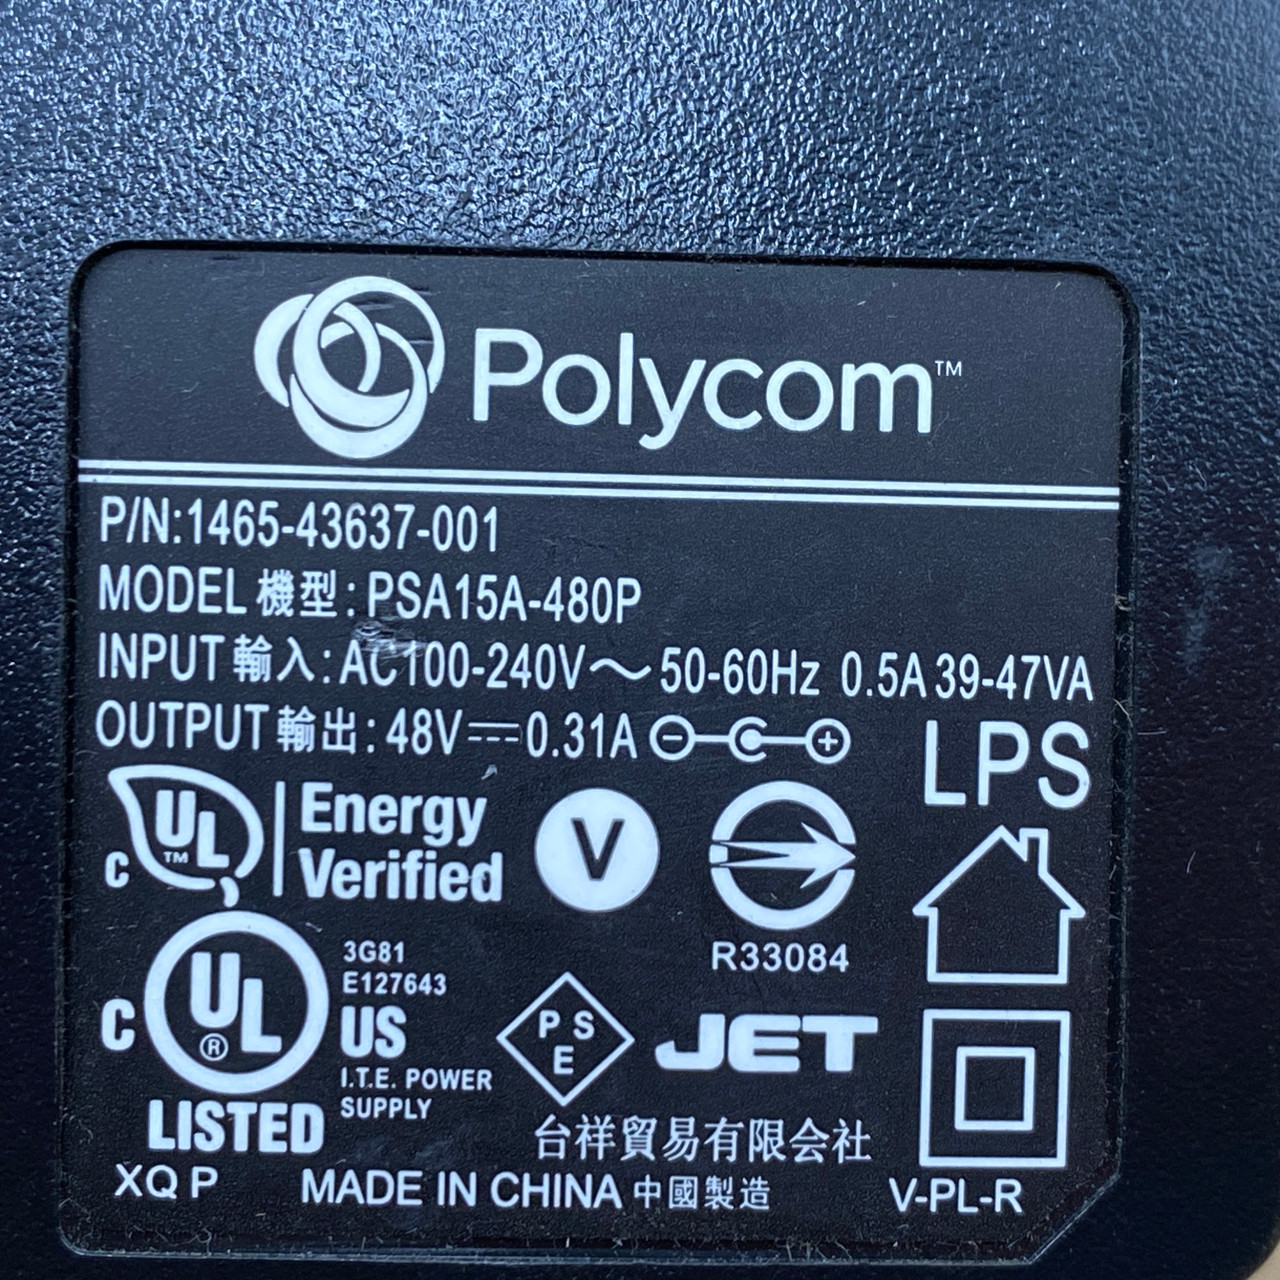 Polycom™
P/N:1465-43637-001
MODEL 機型: PSA15A-480P
INPUT 輸入: AC100-240V～ 50-60Hz 0.5A 39-47VA
OUTPUT 輸出: 48V⎓0.31A
LPS
UL™
C
Energy
Verified
V
R33084
C
UL®
LISTED
3G81
E127643
US
I.T.E. POWER
SUPPLY
P S
E
JET
台祥貿易有限会社
XQ P
MADE IN CHINA 中國製造
V-PL-R